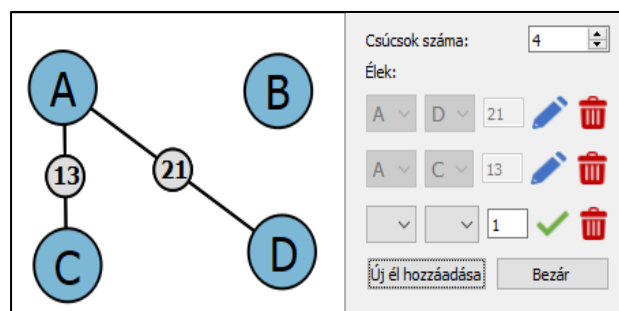 A
B
13
21
C
D
Csúcsok száma: 4
Élek:
A D 21
A C 13
1
Új él hozzáadása Bezár